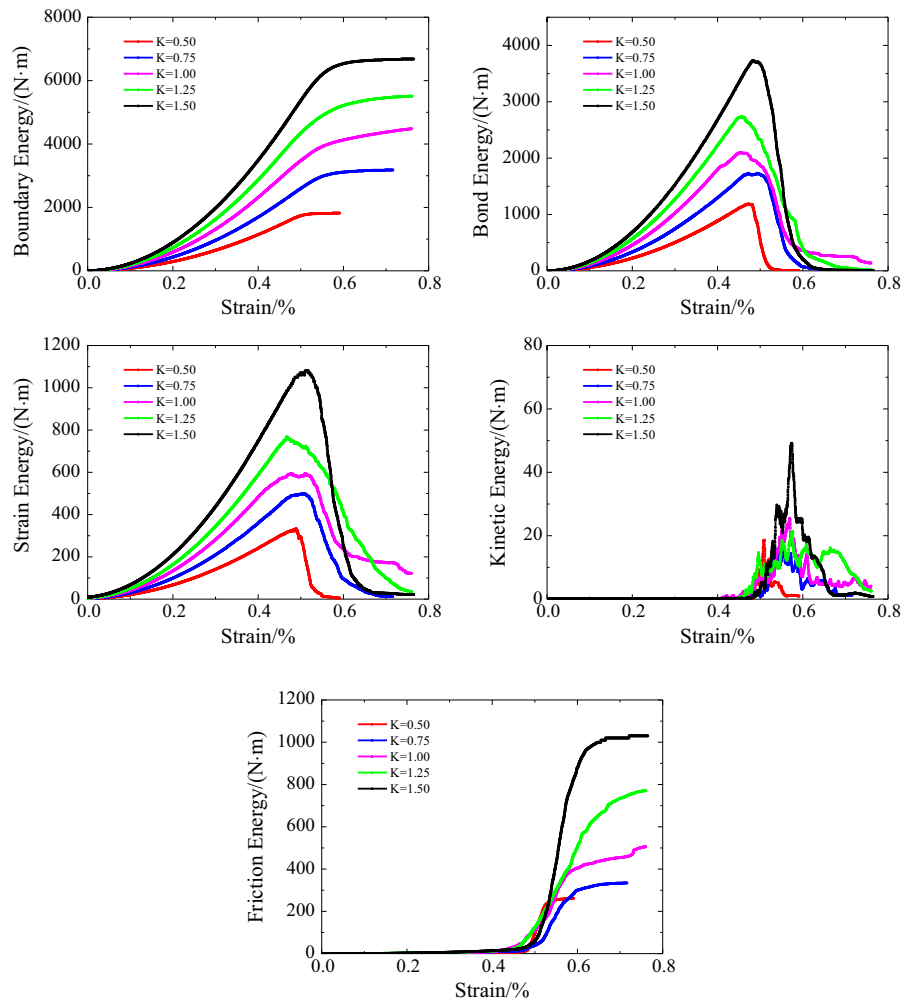 8000
6000
4000
2000
0
Boundary Energy/(N·m)
K=0.50
K=0.75
K=1.00
K=1.25
K=1.50
0.0 0.2 0.4 0.6 0.8
Strain/%
4000
3000
2000
1000
0
Bond Energy/(N·m)
K=0.50
K=0.75
K=1.00
K=1.25
K=1.50
0.0 0.2 0.4 0.6 0.8
Strain/%
1200
1000
800
600
400
200
0
Strain Energy/(N·m)
K=0.50
K=0.75
K=1.00
K=1.25
K=1.50
0.0 0.2 0.4 0.6 0.8
Strain/%
80
60
40
20
0
Kinetic Energy/(N·m)
K=0.50
K=0.75
K=1.00
K=1.25
K=1.50
0.0 0.2 0.4 0.6 0.8
Strain/%
1200
1000
800
600
400
200
0
Friction Energy/(N·m)
K=0.50
K=0.75
K=1.00
K=1.25
K=1.50
0.0 0.2 0.4 0.6 0.8
Strain/%